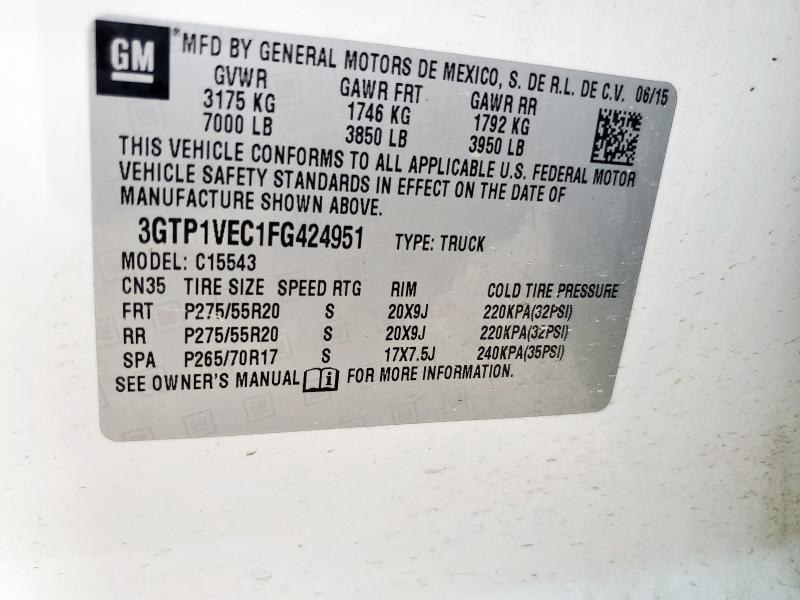 GM
*MFD BY GENERAL MOTORS DE MEXICO, S. DE R.L. DE C.V. 06/15
GVWR GAWR FRT GAWR RR
3175 KG 1746 KG 1792 KG
7000 LB 3850 LB 3950 LB
THIS VEHICLE CONFORMS TO ALL APPLICABLE U.S. FEDERAL MOTOR
VEHICLE SAFETY STANDARDS IN EFFECT ON THE DATE OF
MANUFACTURE SHOWN ABOVE.
3GTP1VEC1FG424951 TYPE: TRUCK
MODEL: C15543
CN35 TIRE SIZE SPEED RTG RIM COLD TIRE PRESSURE
FRT P275/55R20 S 20X9J 220KPA(32PSI)
RR P275/55R20 S 20X9J 220KPA(32PSI)
SPA P265/70R17 S 17X7.5J 240KPA(35PSI)
SEE OWNER'S MANUAL FOR MORE INFORMATION.